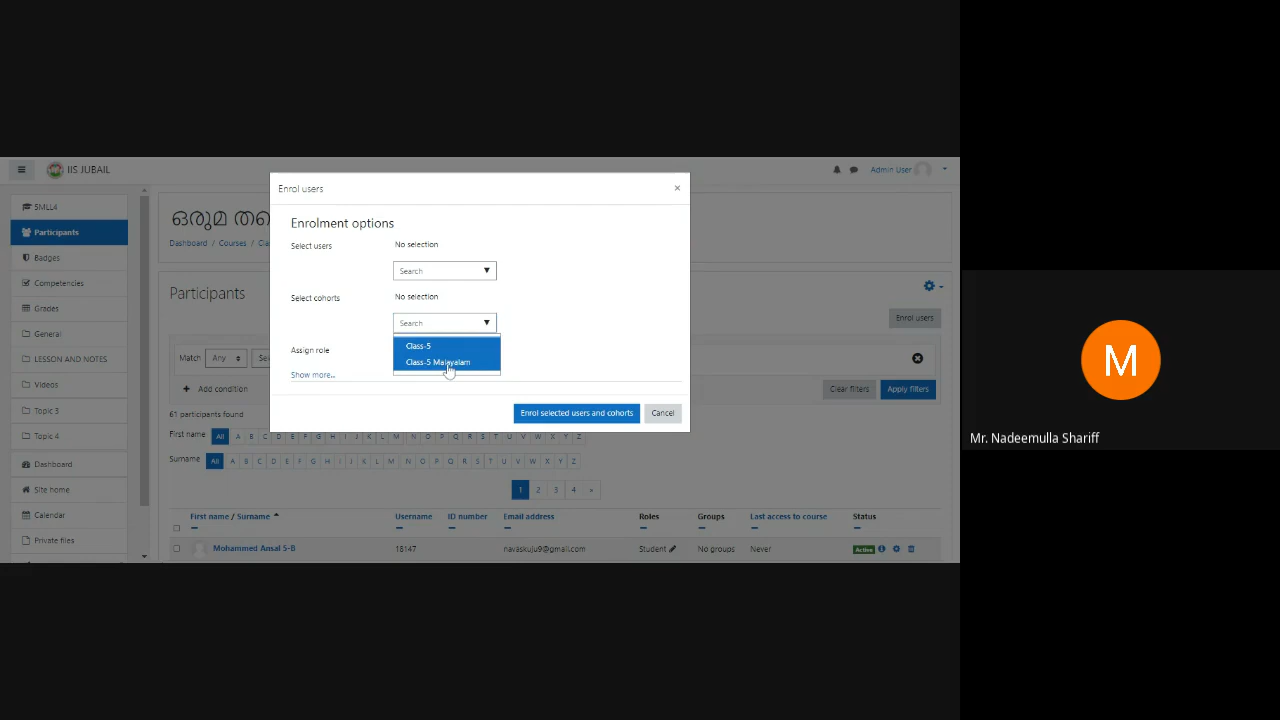 IIS JUBAIL
Admin User
SMLL4
Participants
Badges
Competencies
Grades
General
LESSON AND NOTES
Videos
Topic 3
Topic 4
Dashboard
Site home
Calendar
Private files
ഒരുമ
Dashboard / Courses /
Participants
Enrol users
Match Any
Add condition
Clear filters
Apply filters
61 participants found
First name All A B C D E F G H I J K L M N O P Q R S T U V W X Y Z
Surname All A B C D E F G H I J K L M N O P Q R S T U V W X Y Z
1 2 3 4 »
First name / Surname Username ID number Email address Roles Groups Last access to course Status
Mohammed Ansal 5-B 18147 navaskuju9@gmail.com Student No groups Never Active
Enrol users ×
Enrolment options
Select users No selection
Search ▼
Select cohorts No selection
Search ▼
Class-5
Class-5 Malayalam
Assign role
Show more...
Enrol selected users and cohorts Cancel
M
Mr. Nadeemulla Shariff